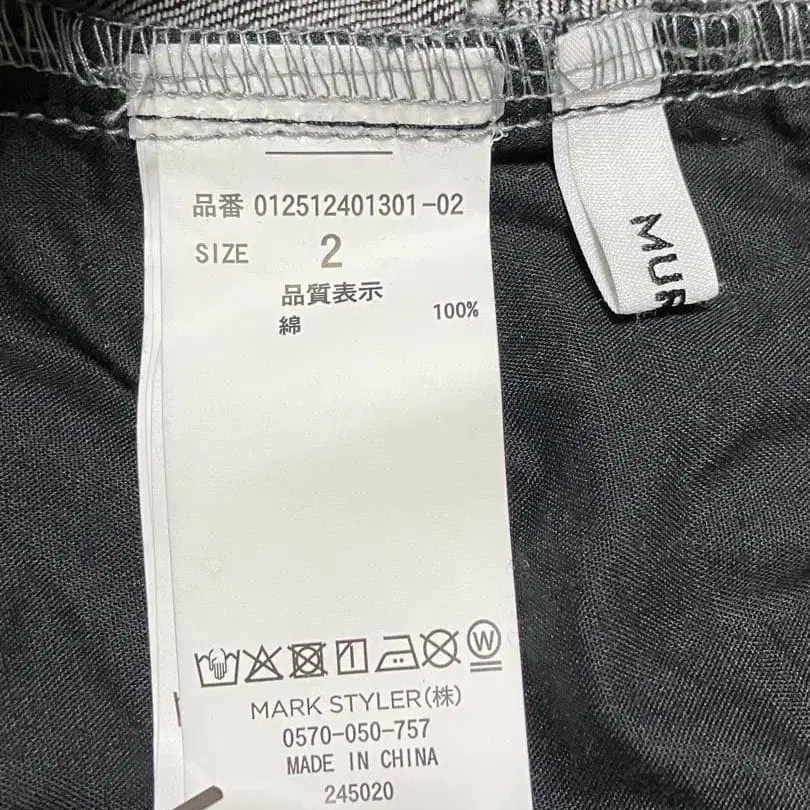 品番 012512401301-02
SIZE 2
品質表示
綿 100%
W
MARK STYLER(株)
0570-050-757
MADE IN CHINA
245020
MUR